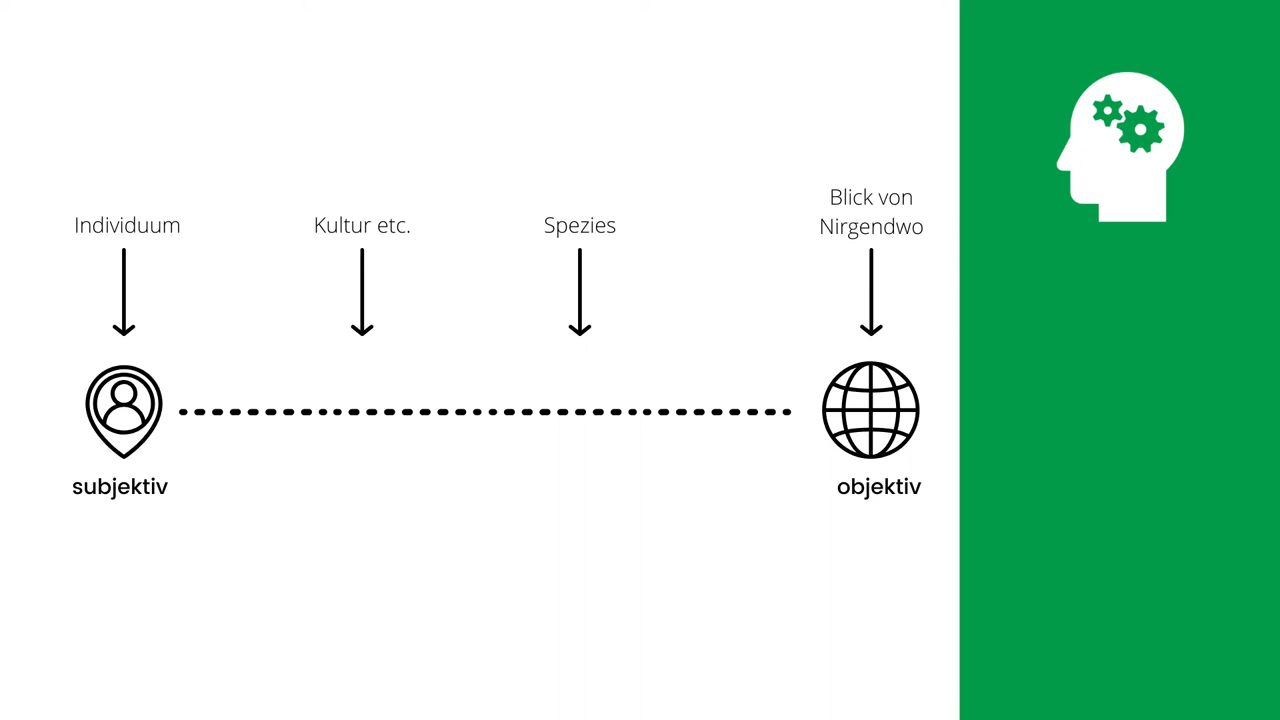 Individuum
Kultur etc.
Spezies
Blick von
Nirgendwo
subjektiv
objektiv